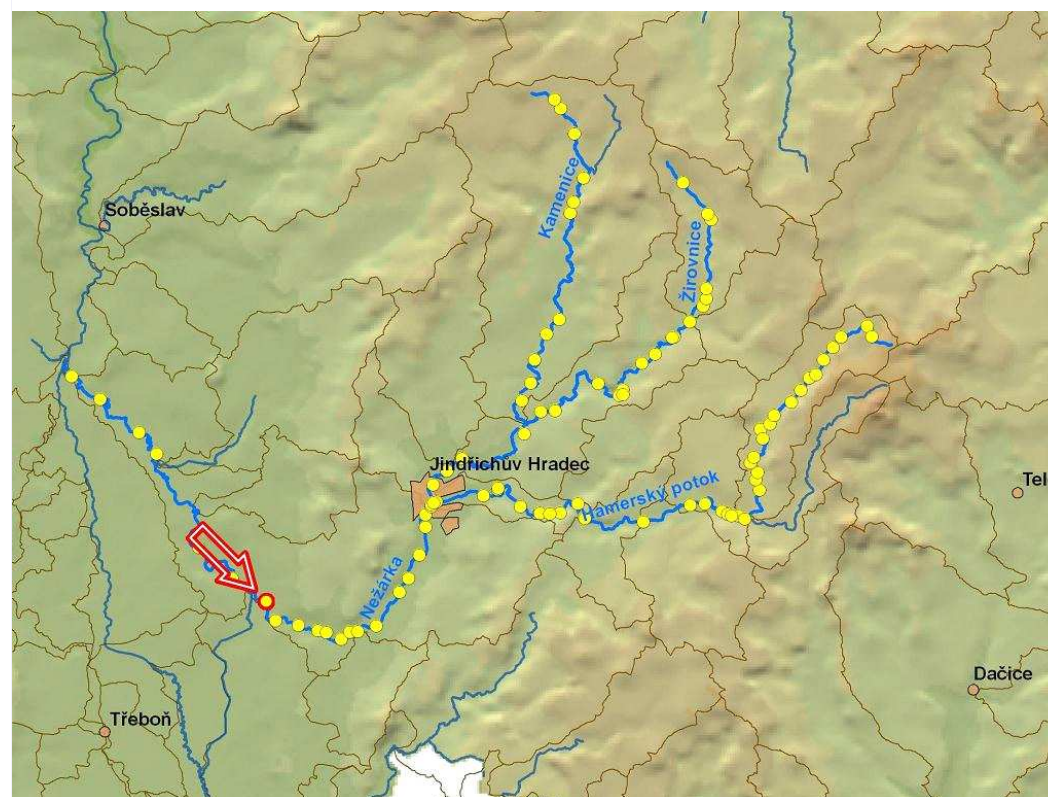 Kamenice
Soběslav
Žirovnice
Jindřichův Hradec
Tel
Hamerský potok
Nežárka
Dačice
Třeboň